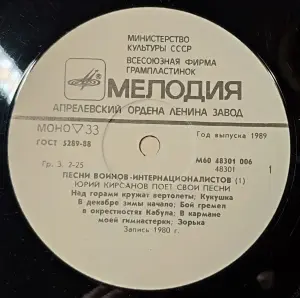 МИНИСТЕРСТВО
КУЛЬТУРЫ СССР
ВСЕСОЮЗНАЯ ФИРМА
ГРАМПЛАСТИНОК
МЕЛОДИЯ
АПРЕЛЕВСКИЙ ОРДЕНА ЛЕНИНА ЗАВОД
МОНО ▽ 33
Год выпуска 1989
ГОСТ 5289-88
М60 48301 006
Гр. 3. 2-25
48301
1
ПЕСНИ ВОИНОВ-ИНТЕРНАЦИОНАЛИСТОВ (1)
ЮРИЙ КИРСАНОВ ПОЕТ СВОИ ПЕСНИ
Над горами кружат вертолеты; Кукушка
В декабре зимы начало; Бой гремел
в окрестностях Кабула; В кармане
моей гимнастерки; Зорька
Запись 1980 г.